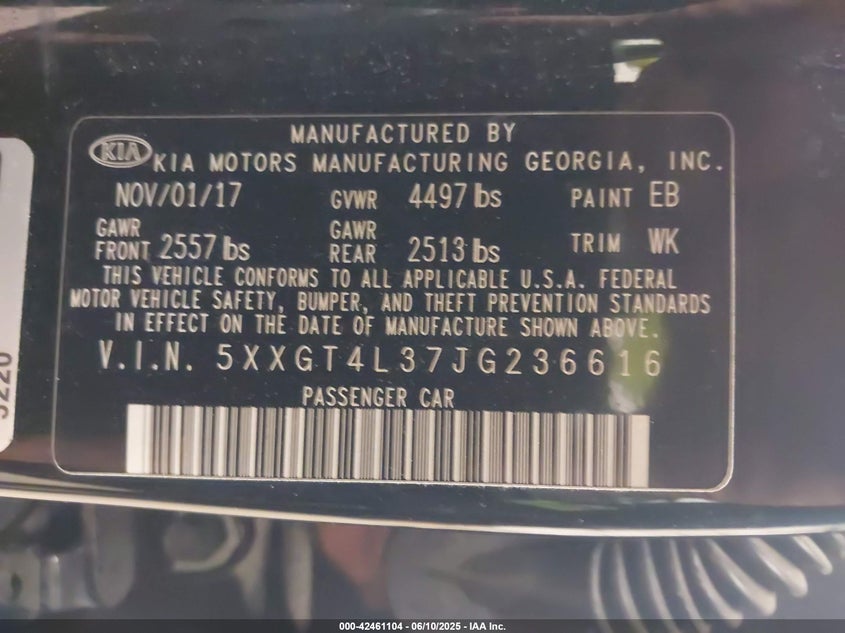 MANUFACTURED BY
KIA KIA MOTORS MANUFACTURING GEORGIA, INC.
NOV/01/17 GVWR 4497 lbs PAINT EB
GAWR FRONT 2557 lbs GAWR REAR 2513 lbs TRIM WK
THIS VEHICLE CONFORMS TO ALL APPLICABLE U.S.A. FEDERAL
MOTOR VEHICLE SAFETY, BUMPER, AND THEFT PREVENTION STANDARDS
IN EFFECT ON THE DATE OF MANUFACTURE SHOWN ABOVE.
V.I.N. 5XXGT4L37JG236616
PASSENGER CAR
000-42461104 - 06/10/2025 - IAA Inc.